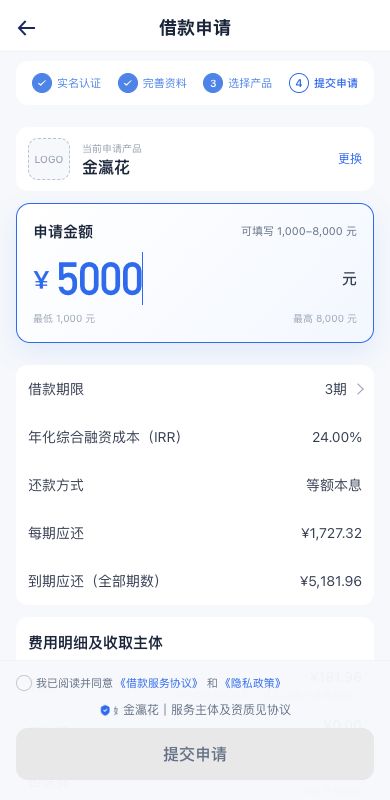 借款申请
实名认证
完善资料
3 选择产品
4 提交申请
LOGO
当前申请产品
金瀛花
更换
申请金额
可填写 1,000–8,000 元
¥ 5000
元
最低 1,000 元
最高 8,000 元
借款期限
3期
年化综合融资成本（IRR）
24.00%
还款方式
等额本息
每期应还
¥1,727.32
到期应还（全部期数）
¥5,181.96
费用明细及收取主体
¥181.96
我已阅读并同意《借款服务协议》和《隐私政策》
金瀛花｜服务主体及资质见协议
¥0.00
提交申请